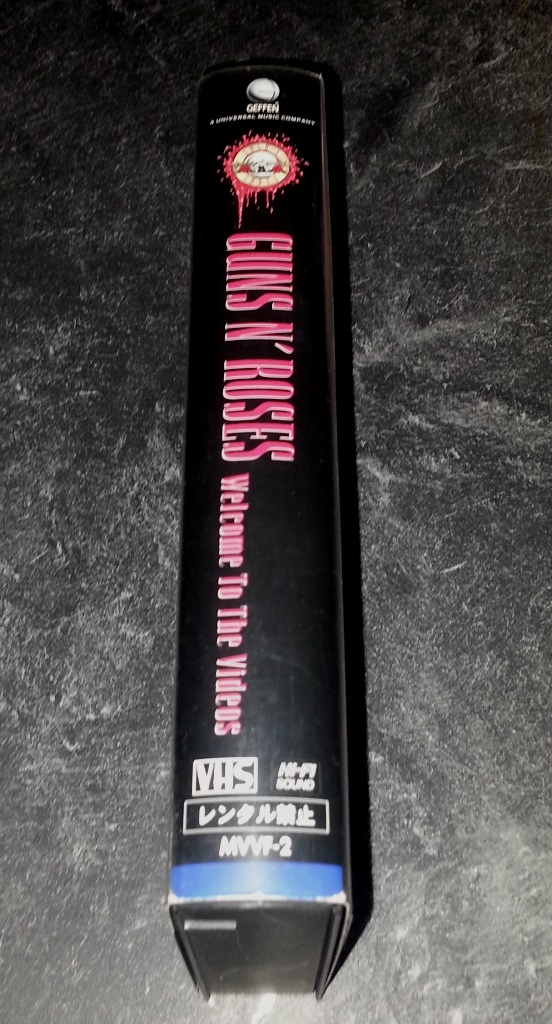 GEFFEN
A UNIVERSAL MUSIC COMPANY
GUNS N' ROSES
Welcome To The Videos
VHS
HI-FI
SOUND
レンタル禁止
MVVF-2